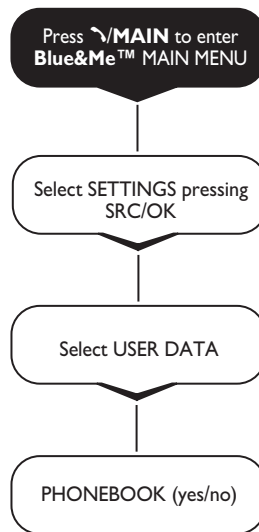 Press /MAIN to enter
Blue&Me™ MAIN MENU
Select SETTINGS pressing
SRC/OK
Select USER DATA
PHONEBOOK (yes/no)